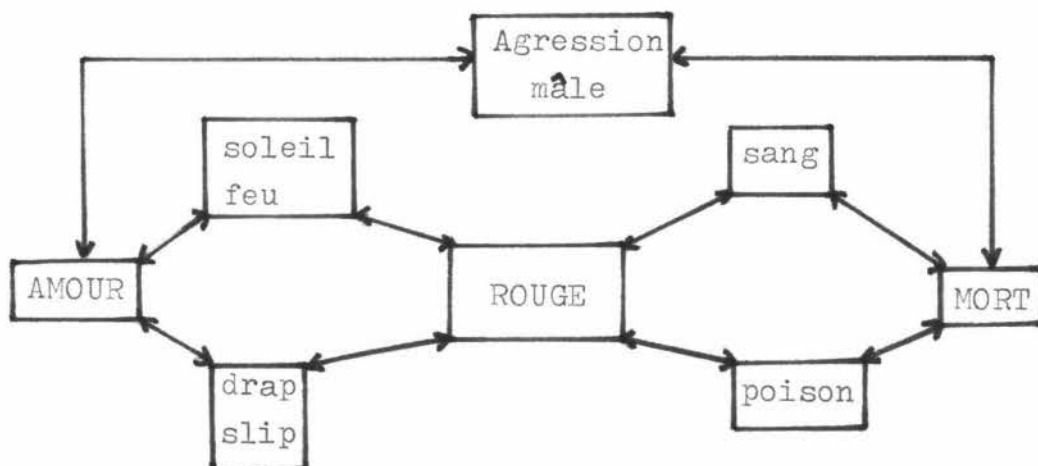 Agression
mâle
soleil
feu
sang
AMOUR
ROUGE
MORT
drap
slip
poison